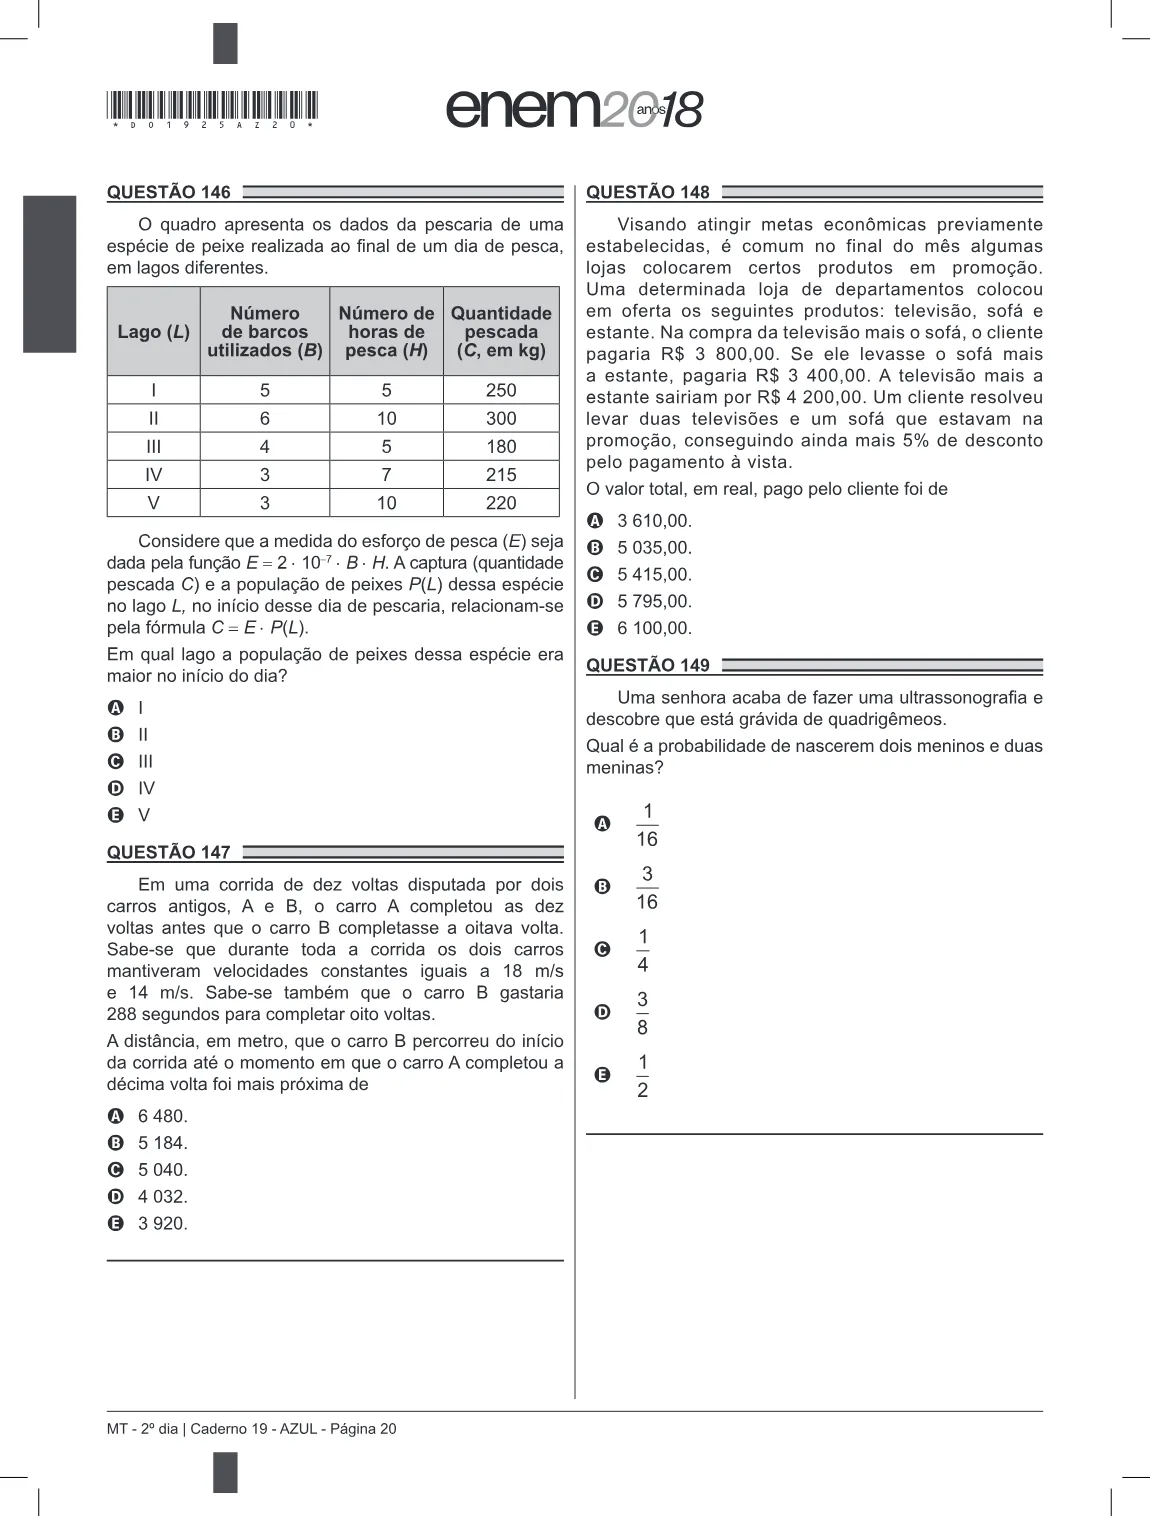 *D01925AZ20*
enem20anos18
QUESTÃO 146
O quadro apresenta os dados da pescaria de uma
espécie de peixe realizada ao final de um dia de pesca,
em lagos diferentes.
Lago (L) Número de barcos utilizados (B) Número de horas de pesca (H) Quantidade pescada (C, em kg)
I 5 5 250
II 6 10 300
III 4 5 180
IV 3 7 215
V 3 10 220
Considere que a medida do esforço de pesca (E) seja
dada pela função E = 2 · 10⁻⁷ · B · H. A captura (quantidade
pescada C) e a população de peixes P(L) dessa espécie
no lago L, no início desse dia de pescaria, relacionam-se
pela fórmula C = E · P(L).
Em qual lago a população de peixes dessa espécie era
maior no início do dia?
A I
B II
C III
D IV
E V
QUESTÃO 147
Em uma corrida de dez voltas disputada por dois
carros antigos, A e B, o carro A completou as dez
voltas antes que o carro B completasse a oitava volta.
Sabe-se que durante toda a corrida os dois carros
mantiveram velocidades constantes iguais a 18 m/s
e 14 m/s. Sabe-se também que o carro B gastaria
288 segundos para completar oito voltas.
A distância, em metro, que o carro B percorreu do início
da corrida até o momento em que o carro A completou a
décima volta foi mais próxima de
A 6 480.
B 5 184.
C 5 040.
D 4 032.
E 3 920.
QUESTÃO 148
Visando atingir metas econômicas previamente
estabelecidas, é comum no final do mês algumas
lojas colocarem certos produtos em promoção.
Uma determinada loja de departamentos colocou
em oferta os seguintes produtos: televisão, sofá e
estante. Na compra da televisão mais o sofá, o cliente
pagaria R$ 3 800,00. Se ele levasse o sofá mais
a estante, pagaria R$ 3 400,00. A televisão mais a
estante sairiam por R$ 4 200,00. Um cliente resolveu
levar duas televisões e um sofá que estavam na
promoção, conseguindo ainda mais 5% de desconto
pelo pagamento à vista.
O valor total, em real, pago pelo cliente foi de
A 3 610,00.
B 5 035,00.
C 5 415,00.
D 5 795,00.
E 6 100,00.
QUESTÃO 149
Uma senhora acaba de fazer uma ultrassonografia e
descobre que está grávida de quadrigêmeos.
Qual é a probabilidade de nascerem dois meninos e duas
meninas?
A 1/16
B 3/16
C 1/4
D 3/8
E 1/2
MT - 2º dia | Caderno 19 - AZUL - Página 20